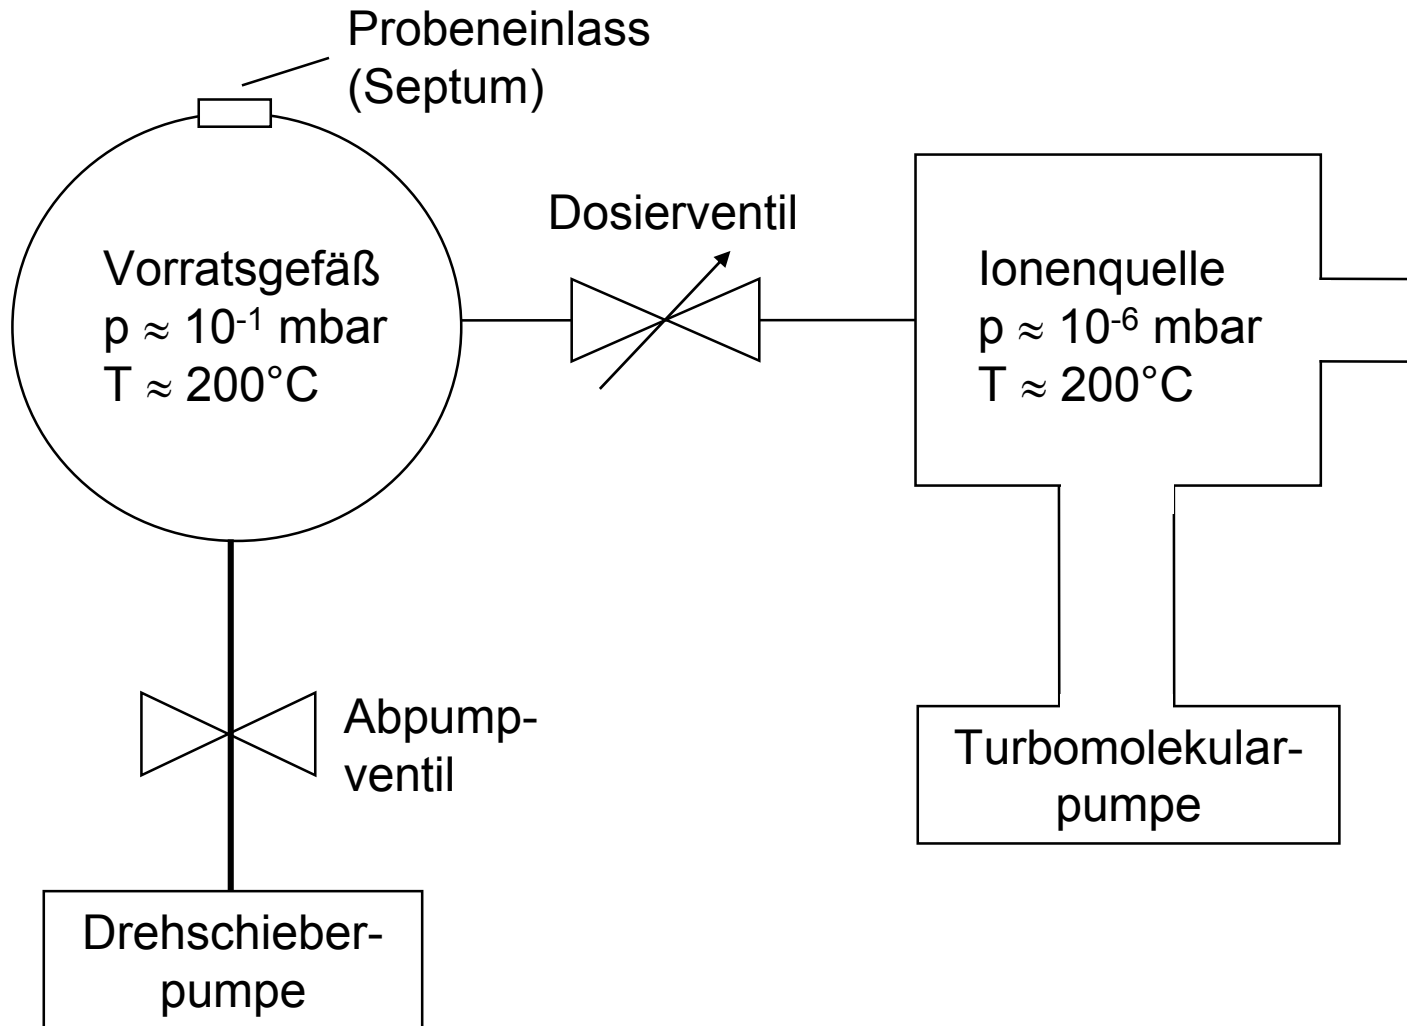 Probeneinlass
(Septum)
Dosierventil
Vorratsgefäß
p ≈ 10⁻¹ mbar
T ≈ 200°C
Ionenquelle
p ≈ 10⁻⁶ mbar
T ≈ 200°C
Abpump-
ventil
Turbomolekular-
pumpe
Drehschieber-
pumpe